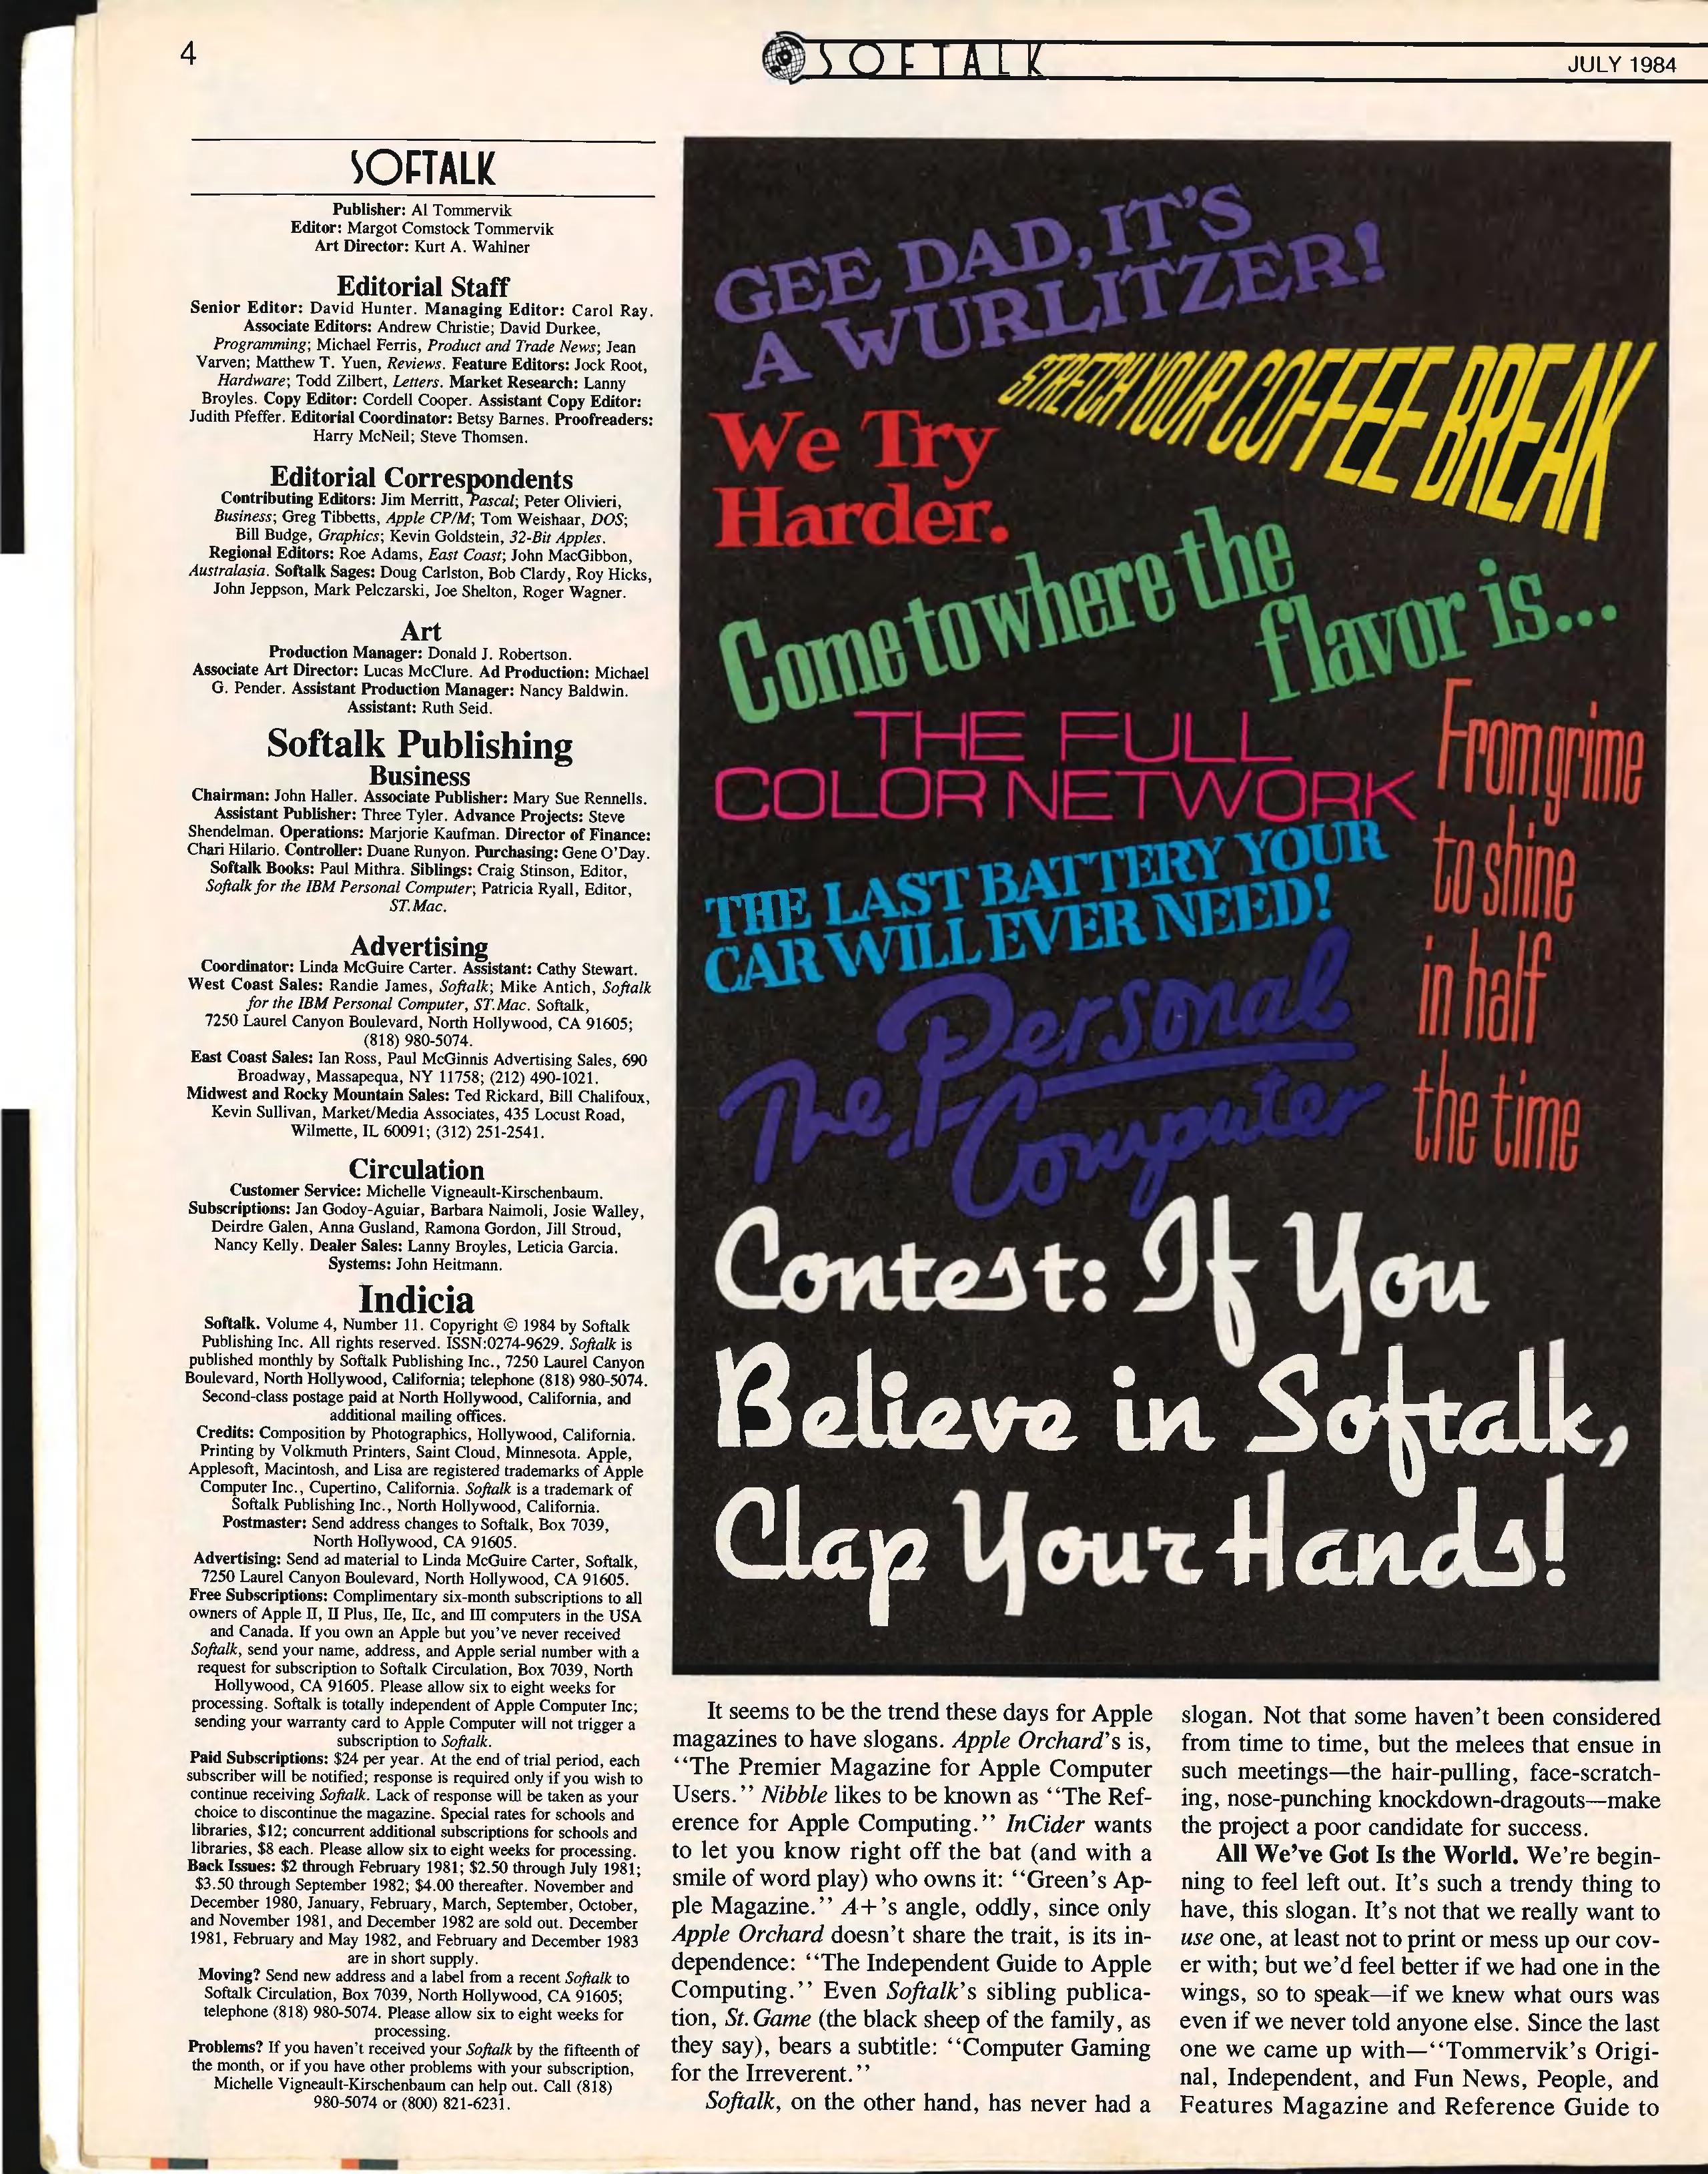 4
SOFTALK
JULY 1984
SOFTALK
Publisher: Al Tommervik
Editor: Margot Comstock Tommervik
Art Director: Kurt A. Wahlner
Editorial Staff
Senior Editor: David Hunter. Managing Editor: Carol Ray.
Associate Editors: Andrew Christie; David Durkee,
Programming; Michael Ferris, Product and Trade News; Jean
Varven; Matthew T. Yuen, Reviews. Feature Editors: Jock Root,
Hardware; Todd Zilbert, Letters. Market Research: Lanny
Broyles. Copy Editor: Cordell Cooper. Assistant Copy Editor:
Judith Pfeffer. Editorial Coordinator: Betsy Barnes. Proofreaders:
Harry McNeil; Steve Thomsen.
Editorial Correspondents
Contributing Editors: Jim Merritt, Pascal; Peter Olivieri,
Business; Greg Tibbetts, Apple CP/M; Tom Weishaar, DOS;
Bill Budge, Graphics; Kevin Goldstein, 32-Bit Apples.
Regional Editors: Roe Adams, East Coast; John MacGibbon,
Australasia. Softalk Sages: Doug Carlston, Bob Clardy, Roy Hicks,
John Jeppson, Mark Pelczarski, Joe Shelton, Roger Wagner.
Art
Production Manager: Donald J. Robertson.
Associate Art Director: Lucas McClure. Ad Production: Michael
G. Pender. Assistant Production Manager: Nancy Baldwin.
Assistant: Ruth Seid.
Softalk Publishing
Business
Chairman: John Haller. Associate Publisher: Mary Sue Rennells.
Assistant Publisher: Three Tyler. Advance Projects: Steve
Shendelman. Operations: Marjorie Kaufman. Director of Finance:
Chari Hilario. Controller: Duane Runyon. Purchasing: Gene O'Day.
Softalk Books: Paul Mithra. Siblings: Craig Stinson, Editor,
Softalk for the IBM Personal Computer; Patricia Ryall, Editor,
ST.Mac.
Advertising
Coordinator: Linda McGuire Carter. Assistant: Cathy Stewart.
West Coast Sales: Randie James, Softalk; Mike Antich, Softalk
for the IBM Personal Computer, ST.Mac. Softalk,
7250 Laurel Canyon Boulevard, North Hollywood, CA 91605;
(818) 980-5074.
East Coast Sales: Ian Ross, Paul McGinnis Advertising Sales, 690
Broadway, Massapequa, NY 11758; (212) 490-1021.
Midwest and Rocky Mountain Sales: Ted Rickard, Bill Chalifoux,
Kevin Sullivan, Market/Media Associates, 435 Locust Road,
Wilmette, IL 60091; (312) 251-2541.
Circulation
Customer Service: Michelle Vigneault-Kirschenbaum.
Subscriptions: Jan Godoy-Aguiar, Barbara Naimoli, Josie Walley,
Deirdre Galen, Anna Gusland, Ramona Gordon, Jill Stroud,
Nancy Kelly. Dealer Sales: Lanny Broyles, Leticia Garcia.
Systems: John Heitmann.
Indicia
Softalk. Volume 4, Number 11. Copyright © 1984 by Softalk
Publishing Inc. All rights reserved. ISSN:0274-9629. Softalk is
published monthly by Softalk Publishing Inc., 7250 Laurel Canyon
Boulevard, North Hollywood, California; telephone (818) 980-5074.
Second-class postage paid at North Hollywood, California, and
additional mailing offices.
Credits: Composition by Photographics, Hollywood, California.
Printing by Volkmuth Printers, Saint Cloud, Minnesota. Apple,
Applesoft, Macintosh, and Lisa are registered trademarks of Apple
Computer Inc., Cupertino, California. Softalk is a trademark of
Softalk Publishing Inc., North Hollywood, California.
Postmaster: Send address changes to Softalk, Box 7039,
North Hollywood, CA 91605.
Advertising: Send ad material to Linda McGuire Carter, Softalk,
7250 Laurel Canyon Boulevard, North Hollywood, CA 91605.
Free Subscriptions: Complimentary six-month subscriptions to all
owners of Apple II, II Plus, IIe, IIc, and III computers in the USA
and Canada. If you own an Apple but you've never received
Softalk, send your name, address, and Apple serial number with a
request for subscription to Softalk Circulation, Box 7039, North
Hollywood, CA 91605. Please allow six to eight weeks for
processing. Softalk is totally independent of Apple Computer Inc;
sending your warranty card to Apple Computer will not trigger a
subscription to Softalk.
Paid Subscriptions: $24 per year. At the end of trial period, each
subscriber will be notified; response is required only if you wish to
continue receiving Softalk. Lack of response will be taken as your
choice to discontinue the magazine. Special rates for schools and
libraries, $12; concurrent additional subscriptions for schools and
libraries, $8 each. Please allow six to eight weeks for processing.
Back Issues: $2 through February 1981; $2.50 through July 1981;
$3.50 through September 1982; $4.00 thereafter. November and
December 1980, January, February, March, September, October,
and November 1981, and December 1982 are sold out. December
1981, February and May 1982, and February and December 1983
are in short supply.
Moving? Send new address and a label from a recent Softalk to
Softalk Circulation, Box 7039, North Hollywood, CA 91605;
telephone (818) 980-5074. Please allow six to eight weeks for
processing.
Problems? If you haven't received your Softalk by the fifteenth of
the month, or if you have other problems with your subscription,
Michelle Vigneault-Kirschenbaum can help out. Call (818)
980-5074 or (800) 821-6231.
GEE DAD, IT'S
A WURLITZER!
STRETCH YOUR COFFEE BREAK
We Try
Harder.
Come to where the
flavor is...
THE FULL
COLOR NETWORK
From grime
to shine
in half
the time
THE LAST BATTERY YOUR
CAR WILL EVER NEED!
The Personal
Computer
Contest: If You
Believe in Softalk,
Clap Your Hands!
It seems to be the trend these days for Apple
magazines to have slogans. Apple Orchard's is,
“The Premier Magazine for Apple Computer
Users.” Nibble likes to be known as “The Ref-
erence for Apple Computing.” InCider wants
to let you know right off the bat (and with a
smile of word play) who owns it: “Green's Ap-
ple Magazine.” A+'s angle, oddly, since only
Apple Orchard doesn't share the trait, is its in-
dependence: “The Independent Guide to Apple
Computing.” Even Softalk's sibling publica-
tion, St.Game (the black sheep of the family, as
they say), bears a subtitle: “Computer Gaming
for the Irreverent.”
Softalk, on the other hand, has never had a
slogan. Not that some haven't been considered
from time to time, but the melees that ensue in
such meetings—the hair-pulling, face-scratch-
ing, nose-punching knockdown-dragouts—make
the project a poor candidate for success.
All We've Got Is the World. We're begin-
ning to feel left out. It's such a trendy thing to
have, this slogan. It's not that we really want to
use one, at least not to print or mess up our cov-
er with; but we'd feel better if we had one in the
wings, so to speak—if we knew what ours was
even if we never told anyone else. Since the last
one we came up with—“Tommervik's Origi-
nal, Independent, and Fun News, People, and
Features Magazine and Reference Guide to